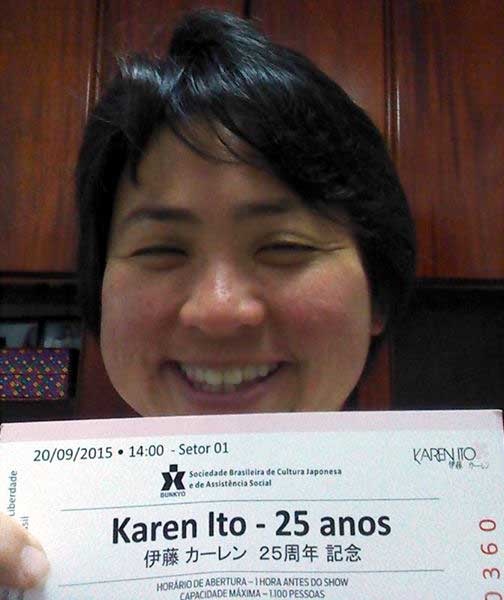 20/09/2015 • 14:00 - Setor 01
KAREN ITO
伊藤 カーレン
BUNKYO
Sociedade Brasileira de Cultura Japonesa
e de Assistência Social
Karen Ito - 25 anos
伊藤 カーレン 25周年 記念
HORÁRIO DE ABERTURA – 1 HORA ANTES DO SHOW
CAPACIDADE MÁXIMA – 1.100 PESSOAS
Liberdade
0360